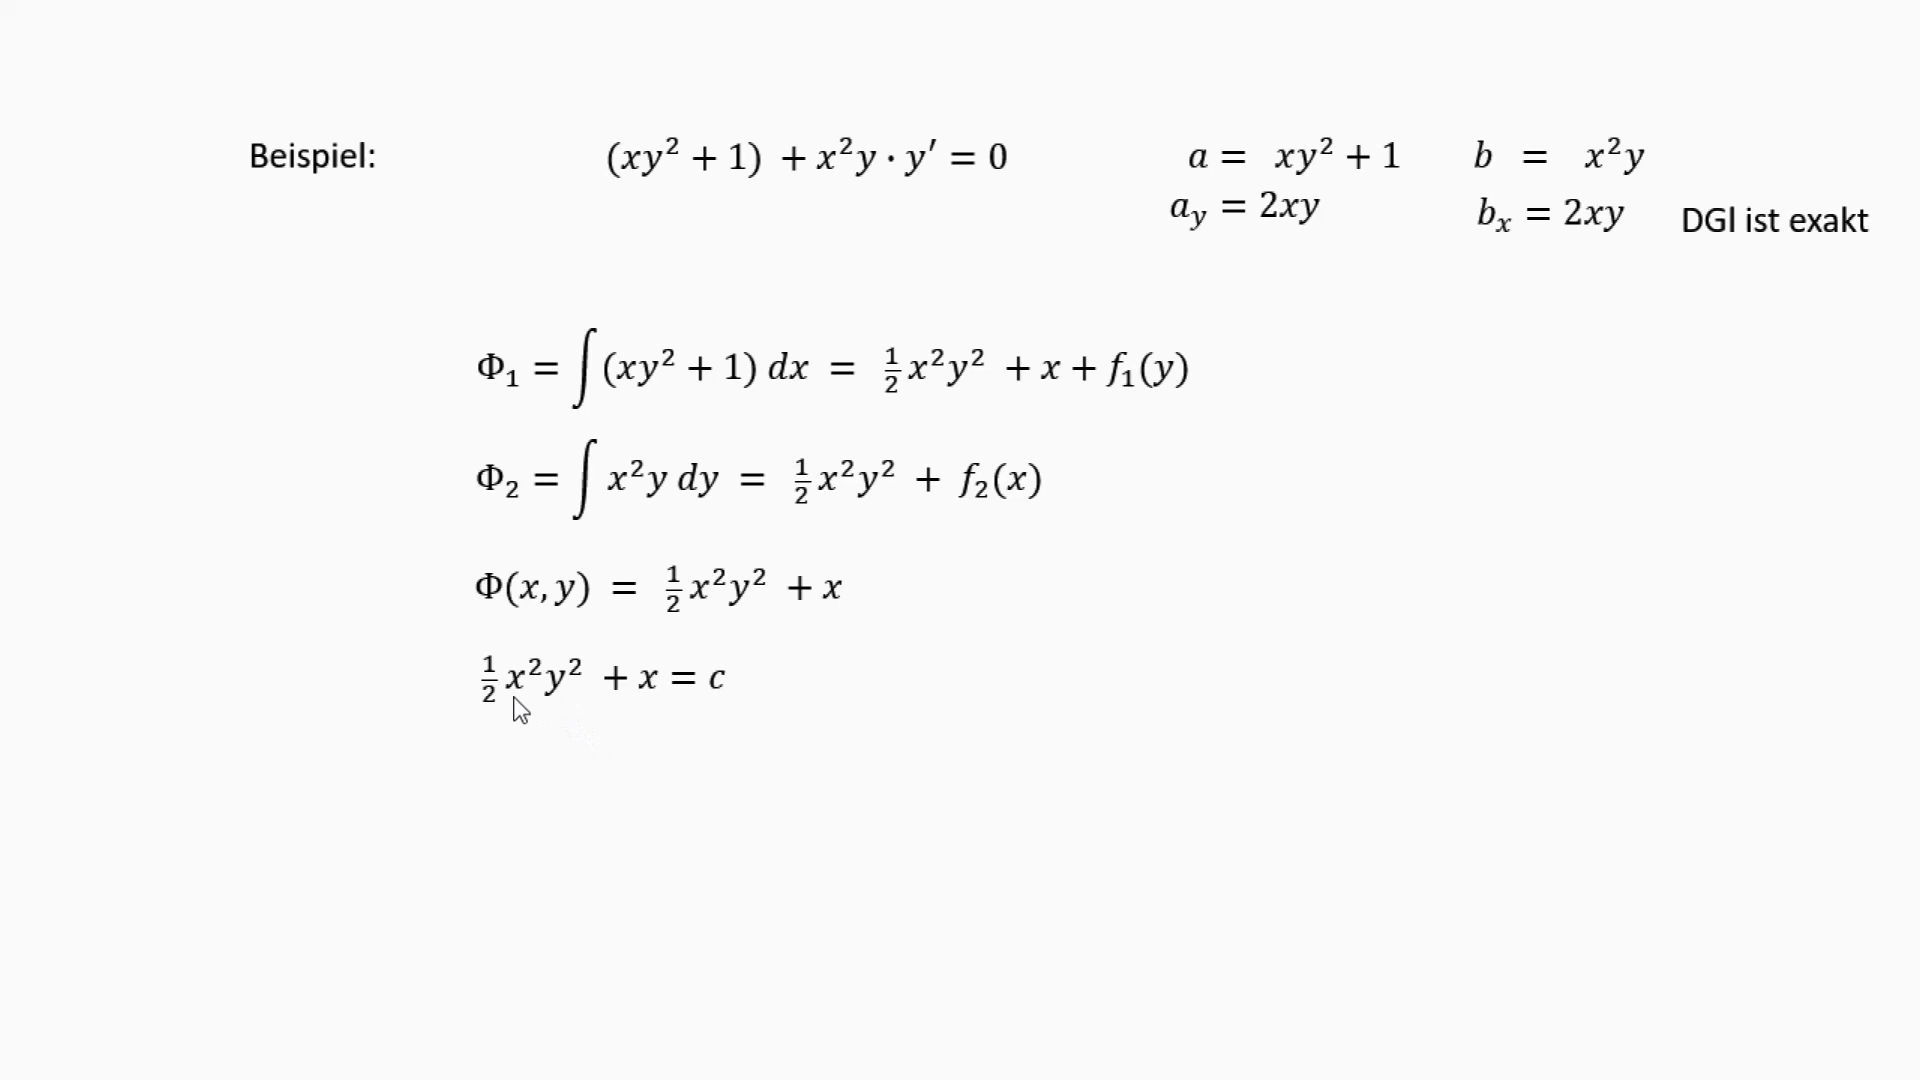 Beispiel: (xy² + 1) + x²y · y′ = 0 a = xy² + 1 b = x²y
a_y = 2xy b_x = 2xy DGl ist exakt
Φ₁ = ∫(xy² + 1) dx = ½x²y² + x + f₁(y)
Φ₂ = ∫ x²y dy = ½x²y² + f₂(x)
Φ(x, y) = ½x²y² + x
½x²y² + x = c